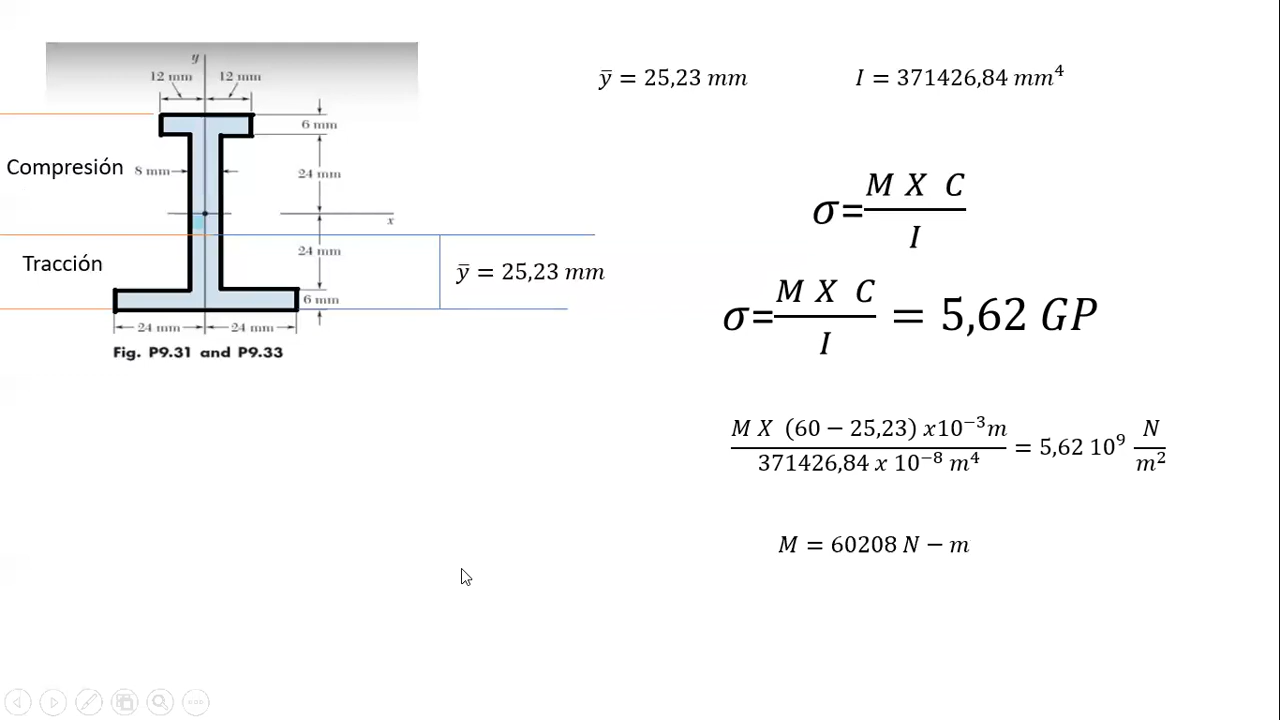 y
12 mm 12 mm
6 mm
Compresión
8 mm
24 mm
x
Tracción
24 mm
6 mm
24 mm 24 mm
Fig. P9.31 and P9.33
y̅ = 25,23 mm
y̅ = 25,23 mm
I = 371426,84 mm⁴
σ= M X C / I
σ= M X C / I = 5,62 GP
M X (60 − 25,23) x10⁻³m / 371426,84 x 10⁻⁸ m⁴ = 5,62 10⁹ N / m²
M = 60208 N − m